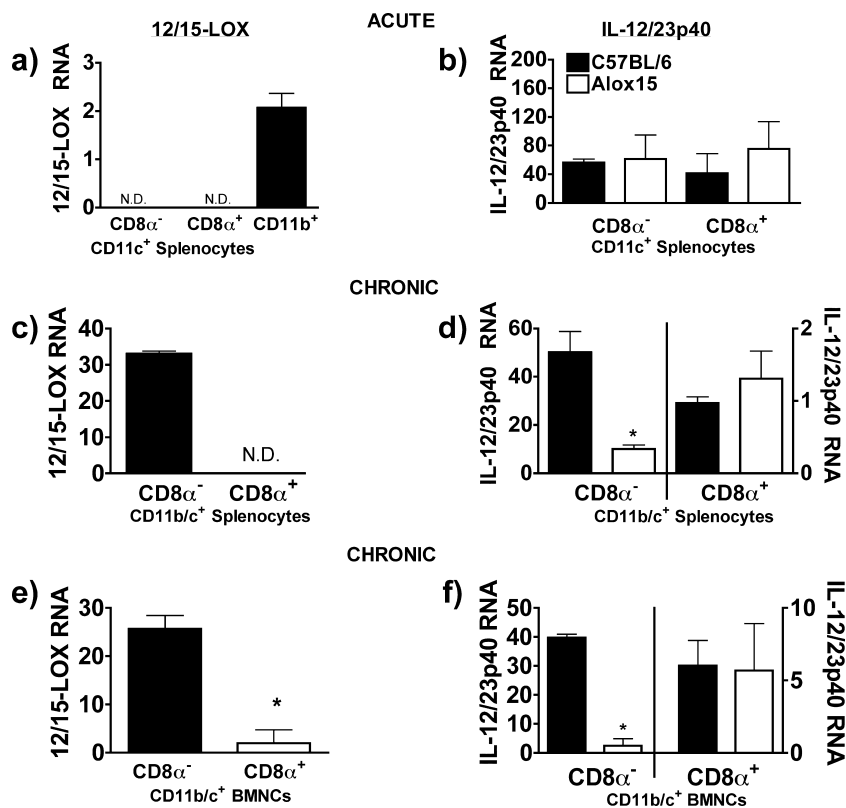 ACUTE
12/15-LOX
IL-12/23p40
a)
12/15-LOX RNA
3
2
1
0
N.D.
N.D.
CD8α⁻
CD8α⁺
CD11b⁺
CD11c⁺ Splenocytes
b)
IL-12/23p40 RNA
200
160
120
80
40
0
C57BL/6
Alox15
CD8α⁻
CD8α⁺
CD11c⁺ Splenocytes
CHRONIC
c)
12/15-LOX RNA
40
30
20
10
0
N.D.
CD8α⁻
CD8α⁺
CD11b/c⁺ Splenocytes
d)
IL-12/23p40 RNA
60
40
20
0
*
2
1
0
IL-12/23p40 RNA
CD8α⁻
CD8α⁺
CD11b/c⁺ Splenocytes
CHRONIC
e)
12/15-LOX RNA
30
20
10
0
*
CD8α⁻
CD8α⁺
CD11b/c⁺ BMNCs
f)
IL-12/23p40 RNA
50
40
30
20
10
0
*
10
5
0
IL-12/23p40 RNA
CD8α⁻
CD8α⁺
CD11b/c⁺ BMNCs